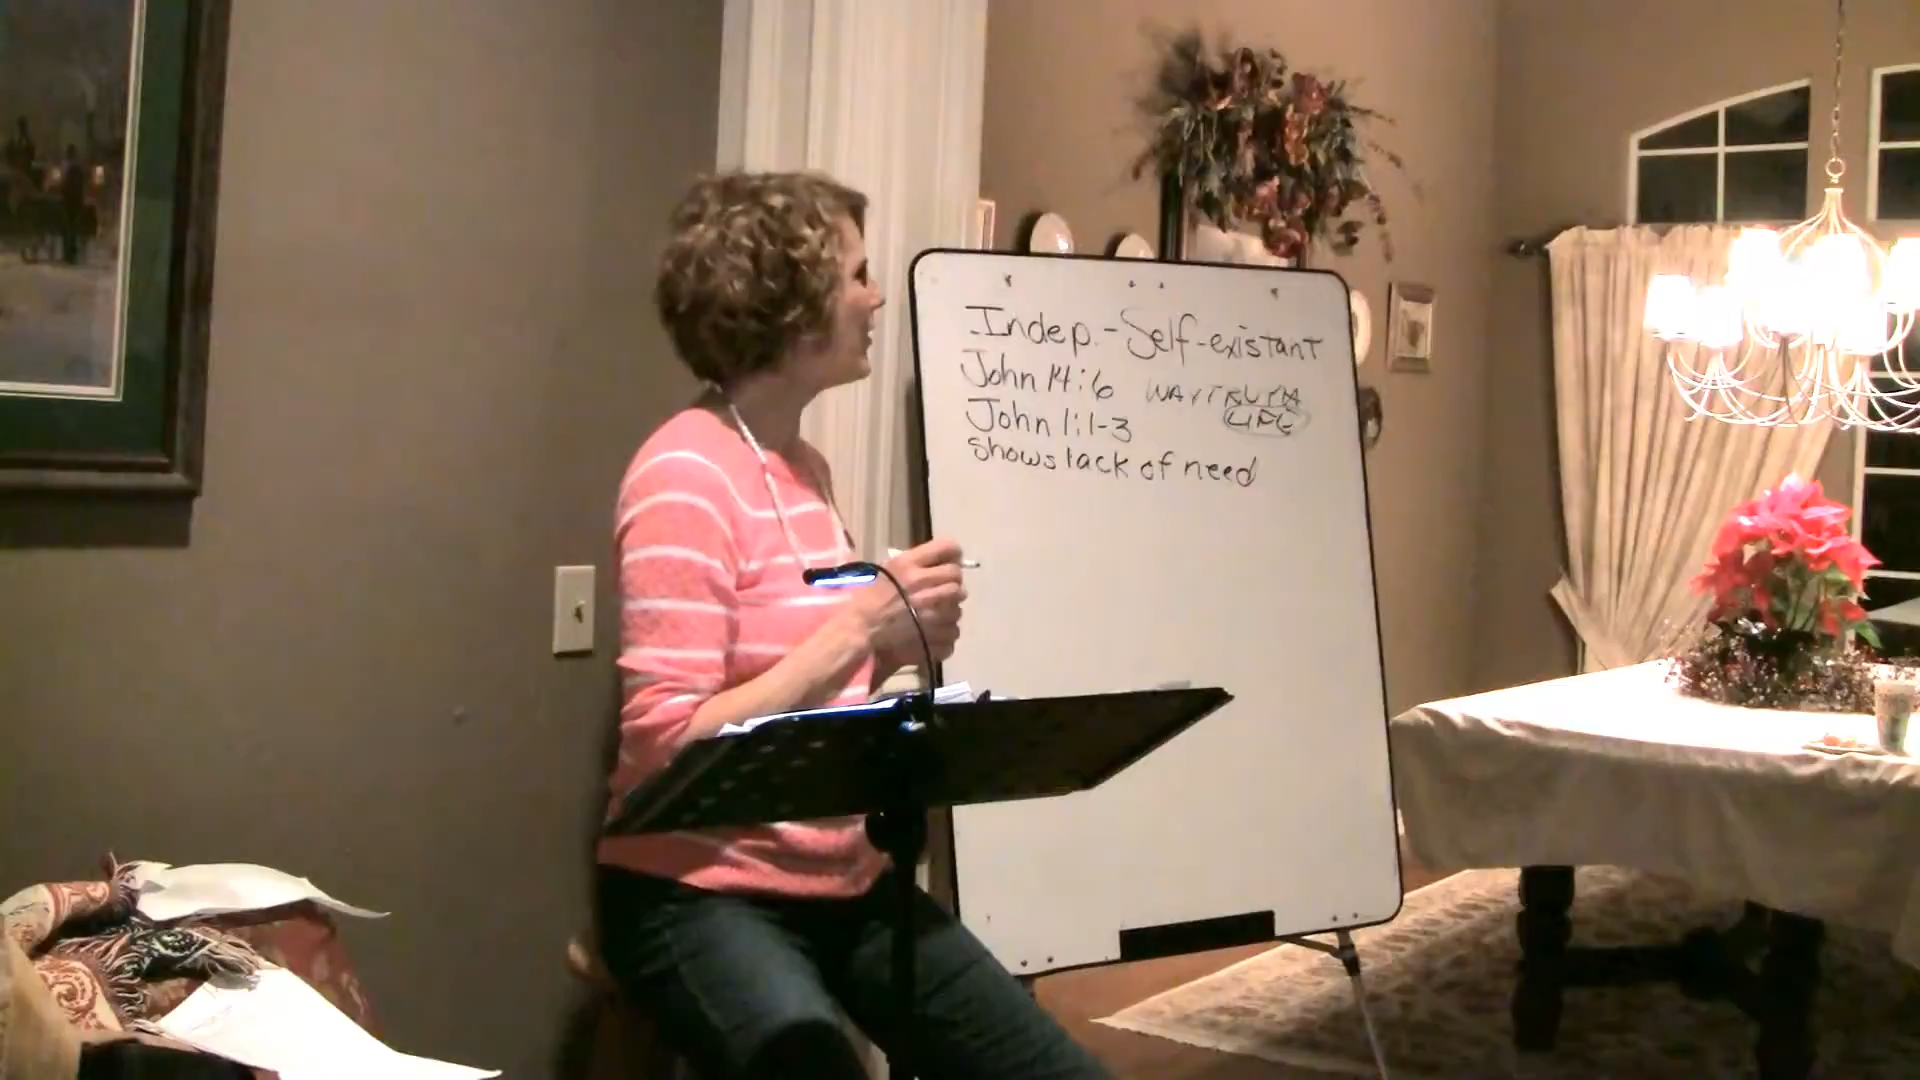 Indep. - Self-existant
John 14:6 WAY TRUTH
LIFE
John 1:1-3
shows lack of need